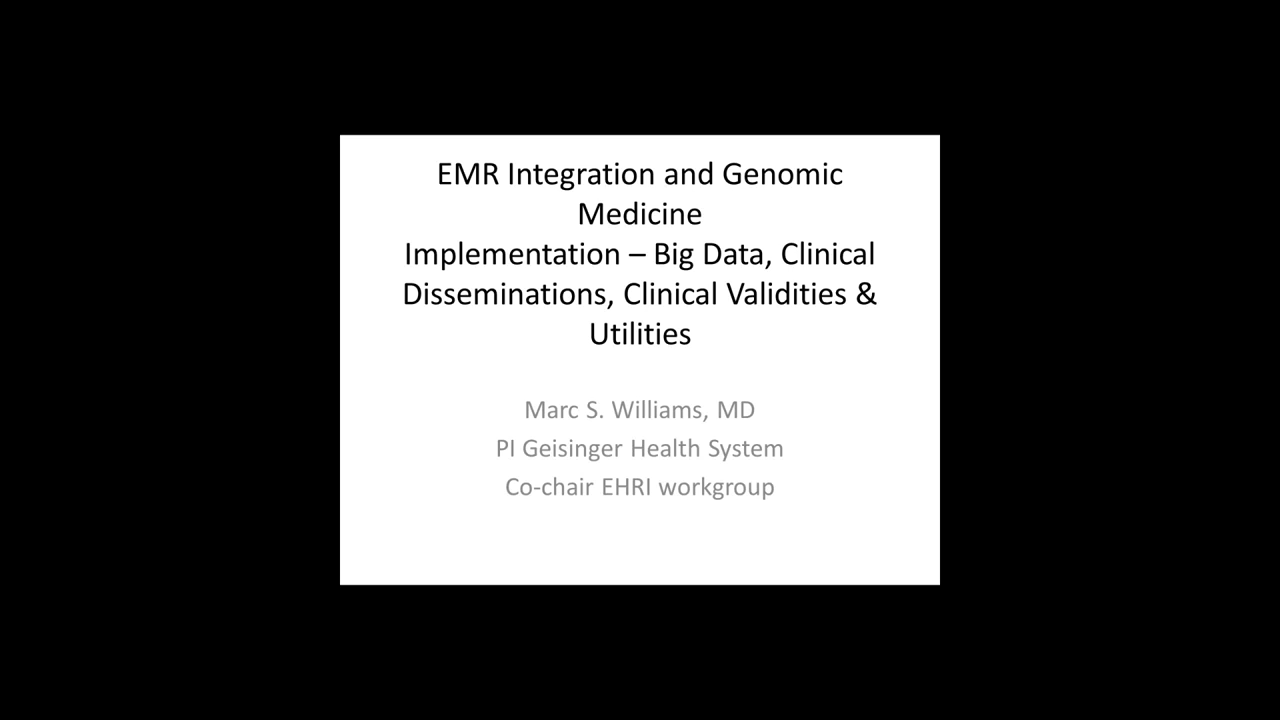 EMR Integration and Genomic
Medicine
Implementation – Big Data, Clinical
Disseminations, Clinical Validities &
Utilities
Marc S. Williams, MD
PI Geisinger Health System
Co-chair EHRI workgroup